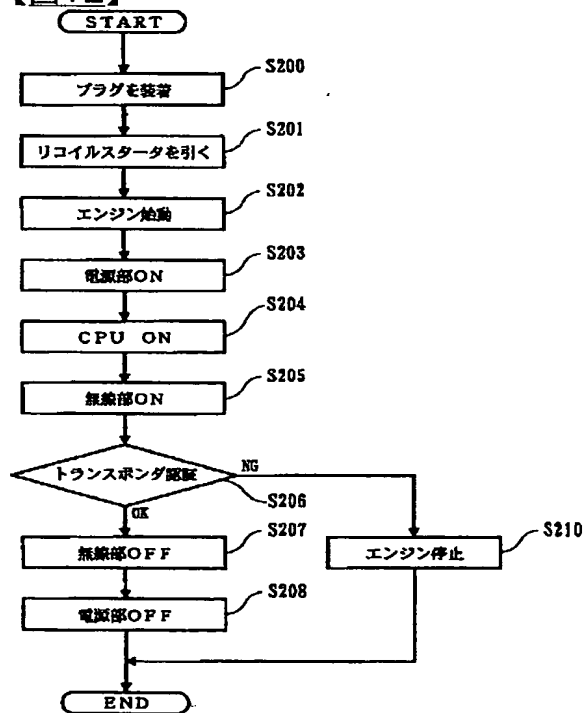 START
S200
プラグを装着
S201
リコイルスタータを引く
S202
エンジン始動
S203
電源部ON
S204
CPU ON
S205
無線部ON
トランスポンダ認証
NG
S206
OK
S207
無線部OFF
S210
エンジン停止
S208
電源部OFF
END